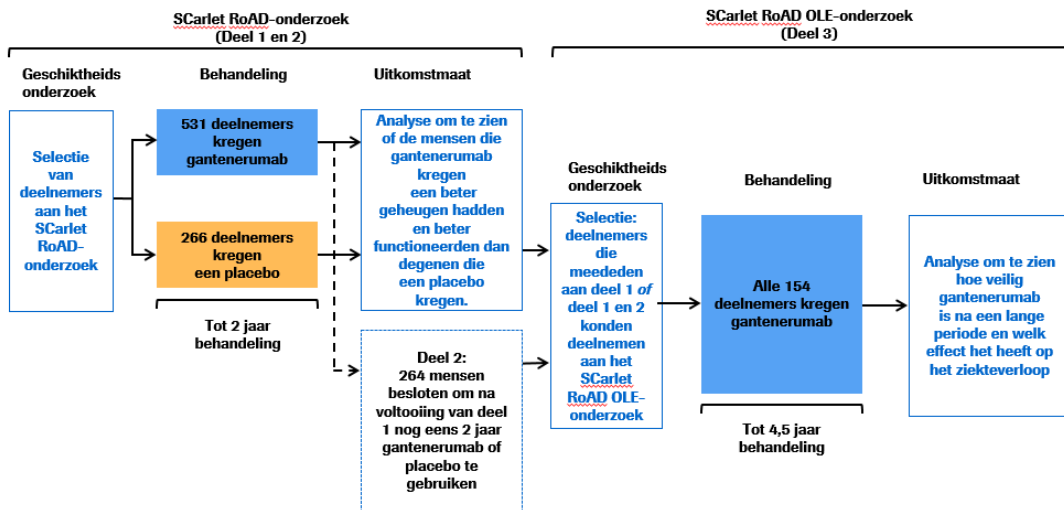 SCarlet RoAD-onderzoek
(Deel 1 en 2)
Geschiktheids
onderzoek
Behandeling
Uitkomstmaat
Selectie
van
deelnemers
aan het
SCarlet
RoAD-
onderzoek
531 deelnemers
kregen
gantenerumab
266 deelnemers
kregen
een placebo
Tot 2 jaar
behandeling
Analyse om te zien
of de mensen die
gantenerumab
kregen
een beter
geheugen hadden
en beter
functioneerden dan
degenen die
een placebo
kregen.
Deel 2:
264 mensen
besloten om na
voltooiing van deel
1 nog eens 2 jaar
gantenerumab of
placebo te
gebruiken
SCarlet RoAD OLE-onderzoek
(Deel 3)
Geschiktheids
onderzoek
Behandeling
Uitkomstmaat
Selectie:
deelnemers
die
meededen
aan deel 1 of
deel 1 en 2
konden
deelnemen
aan het
SCarlet
RoAD OLE-
onderzoek
Alle 154
deelnemers kregen
gantenerumab
Tot 4,5 jaar
behandeling
Analyse om te zien
hoe veilig
gantenerumab
is na een lange
periode en welk
effect het heeft op
het ziekteverloop